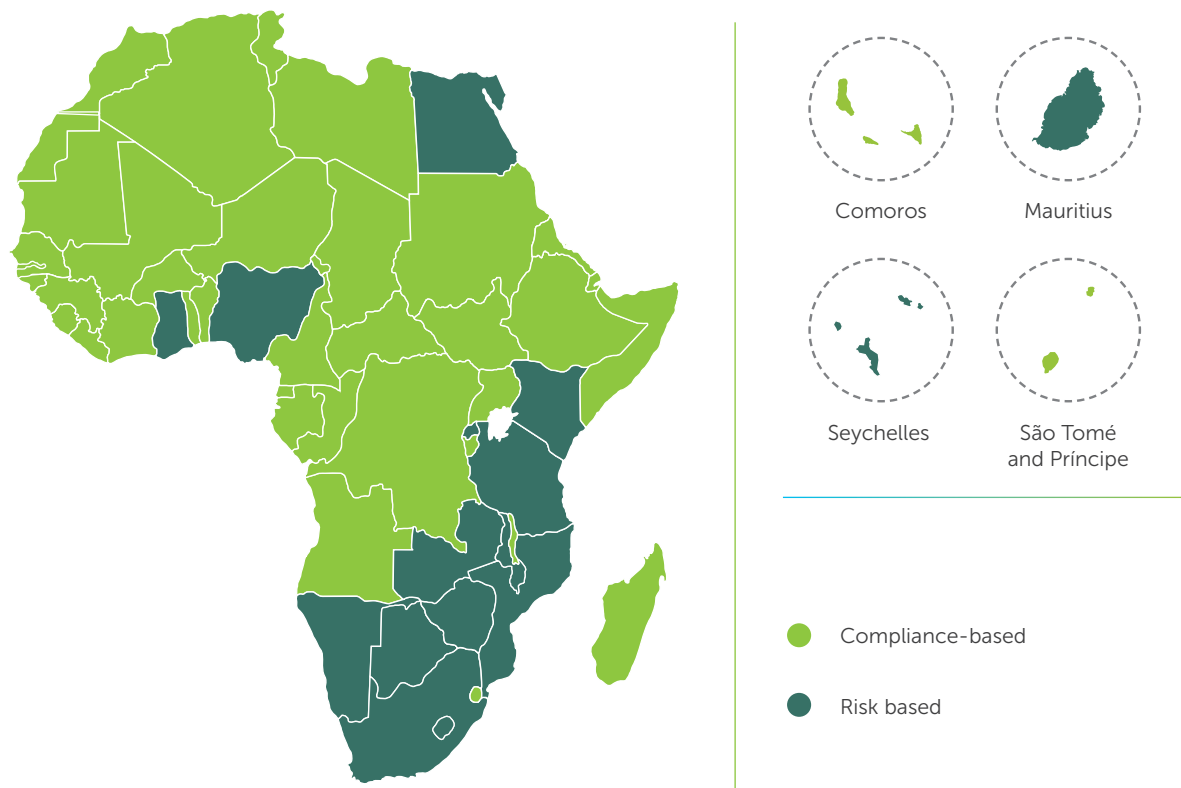 Comoros
Mauritius
Seychelles
São Tomé
and Príncipe
Compliance-based
Risk based